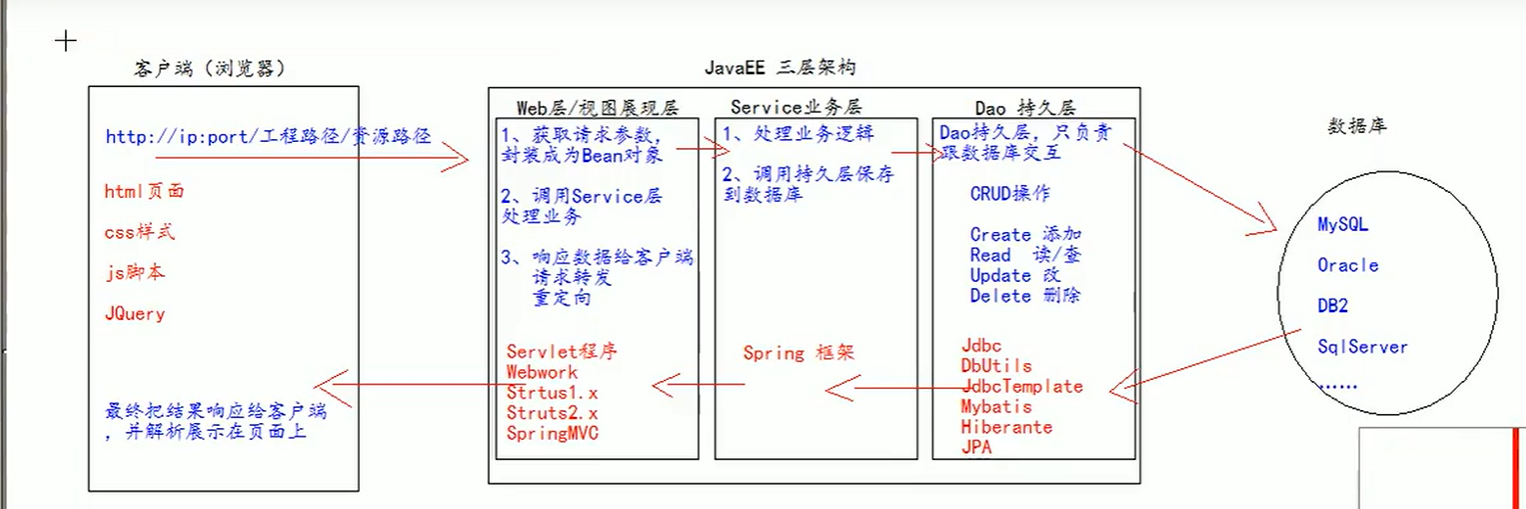 客户端（浏览器）
http://ip:port/工程路径/资源路径
html页面
css样式
js脚本
JQuery
最终把结果响应给客户端
，并解析展示在页面上
JavaEE 三层架构
Web层/视图展现层
1、获取请求参数，
封装成为Bean对象
2、调用Service层
处理业务
3、响应数据给客户端
请求转发
重定向
Servlet程序
Webwork
Strtus1.x
Struts2.x
SpringMVC
Service业务层
1、处理业务逻辑
2、调用持久层保存
到数据库
Spring 框架
Dao 持久层
Dao持久层，只负责
跟数据库交互
CRUD操作
Create 添加
Read 读/查
Update 改
Delete 删除
Jdbc
DbUtils
JdbcTemplate
Mybatis
Hiberante
JPA
数据库
MySQL
Oracle
DB2
SqlServer
......